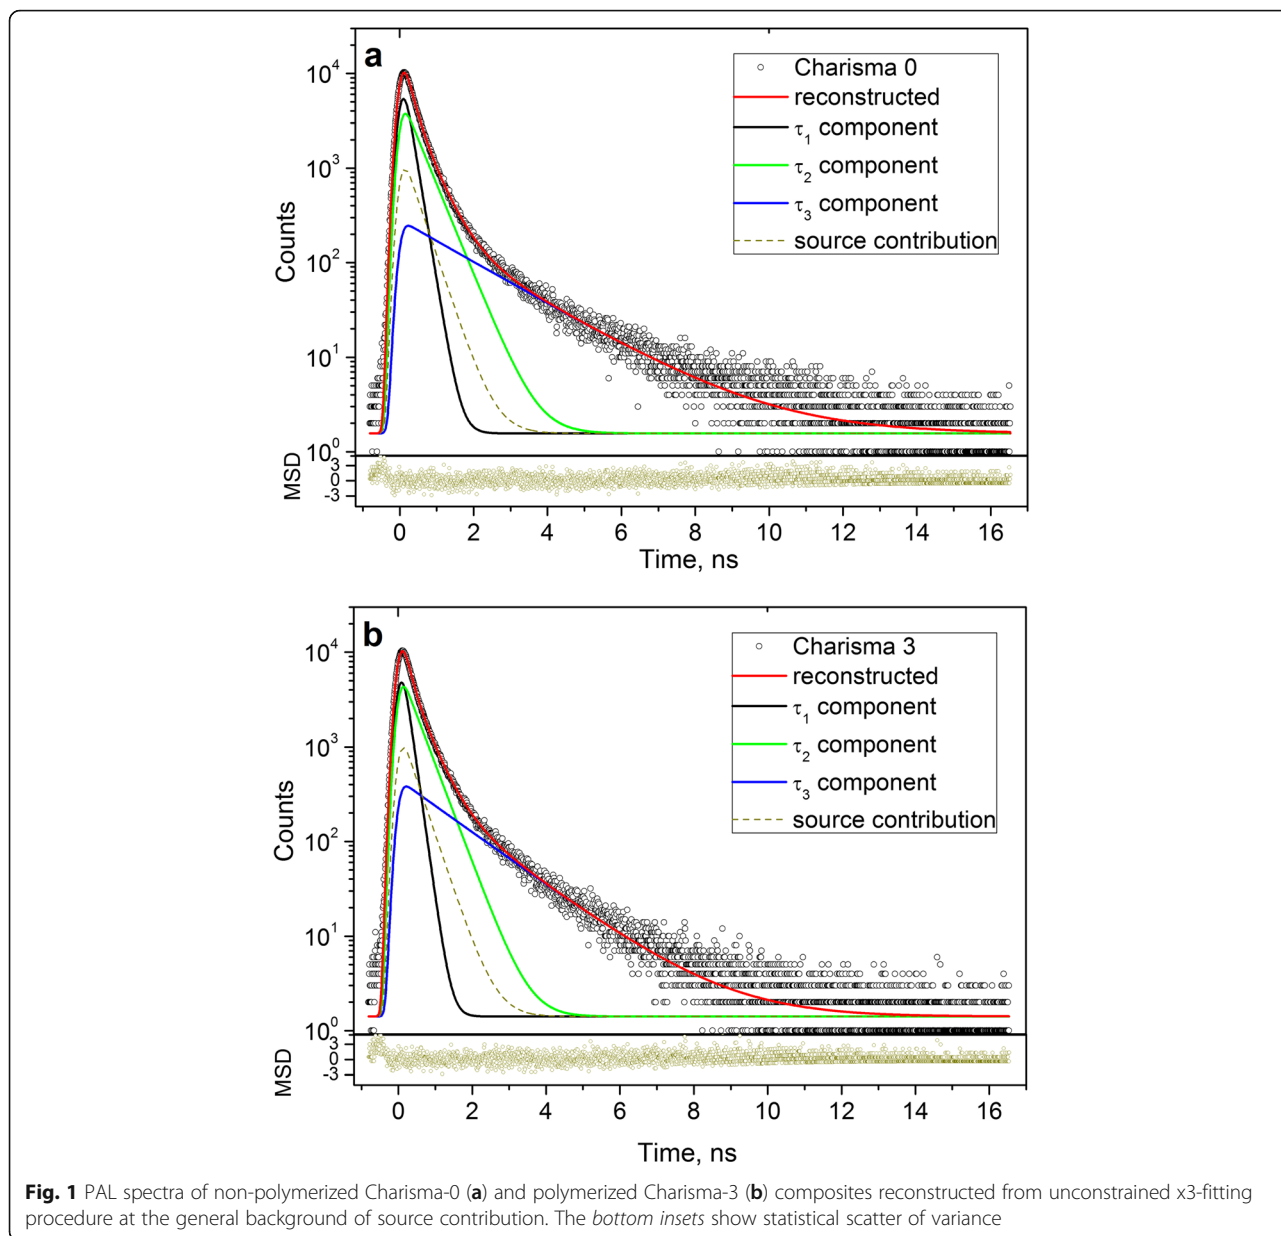 a
Charisma 0
reconstructed
τ1 component
τ2 component
τ3 component
source contribution
Counts
10^4
10^3
10^2
10^1
10^0
MSD
3
0
-3
0 2 4 6 8 10 12 14 16
Time, ns
b
Charisma 3
reconstructed
τ1 component
τ2 component
τ3 component
source contribution
Counts
10^4
10^3
10^2
10^1
10^0
MSD
3
0
-3
0 2 4 6 8 10 12 14 16
Time, ns
Fig. 1 PAL spectra of non-polymerized Charisma-0 (a) and polymerized Charisma-3 (b) composites reconstructed from unconstrained x3-fitting
procedure at the general background of source contribution. The bottom insets show statistical scatter of variance